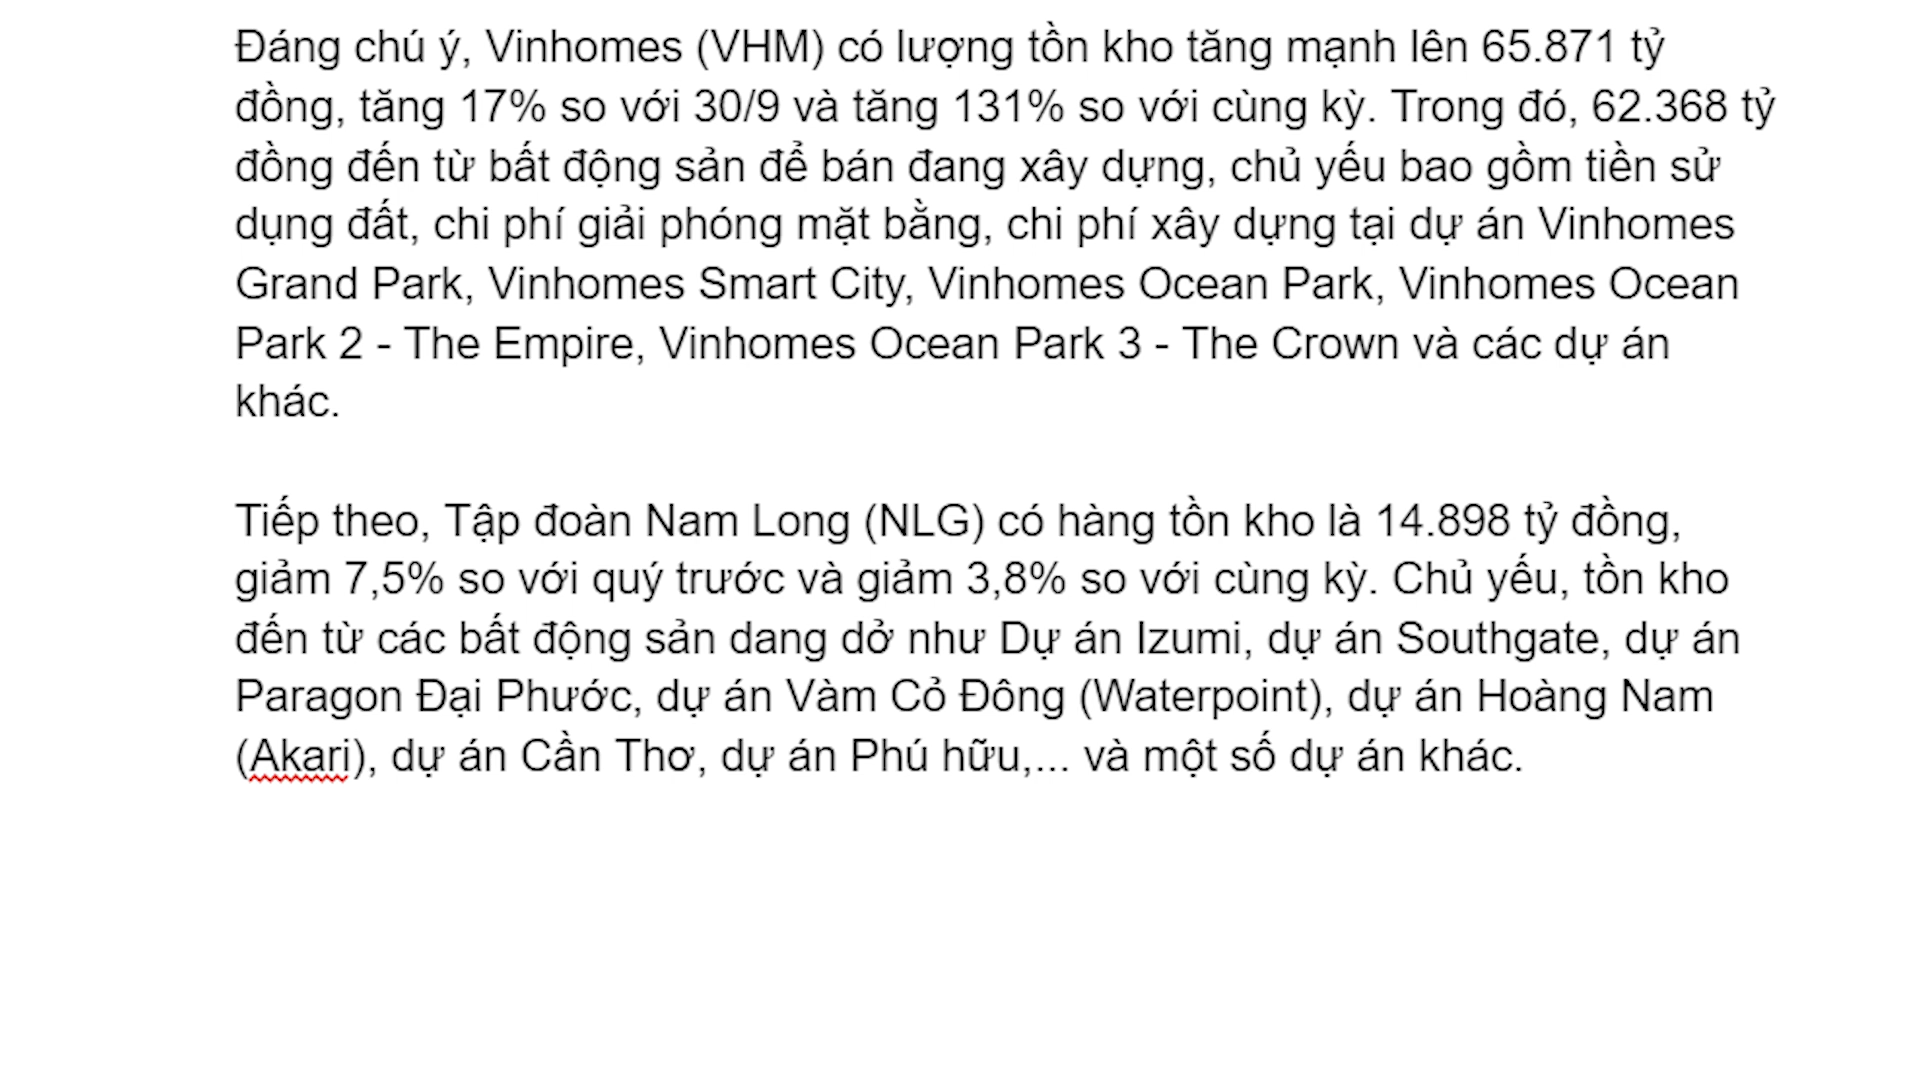 Đáng chú ý, Vinhomes (VHM) có lượng tồn kho tăng mạnh lên 65.871 tỷ
đồng, tăng 17% so với 30/9 và tăng 131% so với cùng kỳ. Trong đó, 62.368 tỷ
đồng đến từ bất động sản để bán đang xây dựng, chủ yếu bao gồm tiền sử
dụng đất, chi phí giải phóng mặt bằng, chi phí xây dựng tại dự án Vinhomes
Grand Park, Vinhomes Smart City, Vinhomes Ocean Park, Vinhomes Ocean
Park 2 - The Empire, Vinhomes Ocean Park 3 - The Crown và các dự án
khác.
Tiếp theo, Tập đoàn Nam Long (NLG) có hàng tồn kho là 14.898 tỷ đồng,
giảm 7,5% so với quý trước và giảm 3,8% so với cùng kỳ. Chủ yếu, tồn kho
đến từ các bất động sản dang dở như Dự án Izumi, dự án Southgate, dự án
Paragon Đại Phước, dự án Vàm Cỏ Đông (Waterpoint), dự án Hoàng Nam
(Akari), dự án Cần Thơ, dự án Phú hữu,... và một số dự án khác.